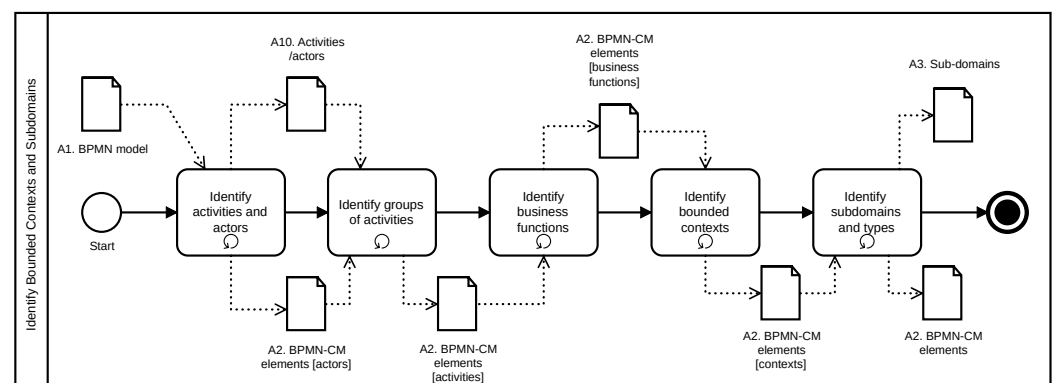 Identify Bounded Contexts and Subdomains
A1. BPMN model
Start
Identify
activities and
actors
A10. Activities
/actors
A2. BPMN-CM
elements [actors]
Identify groups
of activities
A2. BPMN-CM
elements
[activities]
Identify
business
functions
A2. BPMN-CM
elements
[business
functions]
Identify
bounded
contexts
A2. BPMN-CM
elements
[contexts]
Identify
subdomains
and types
A3. Sub-domains
A2. BPMN-CM
elements